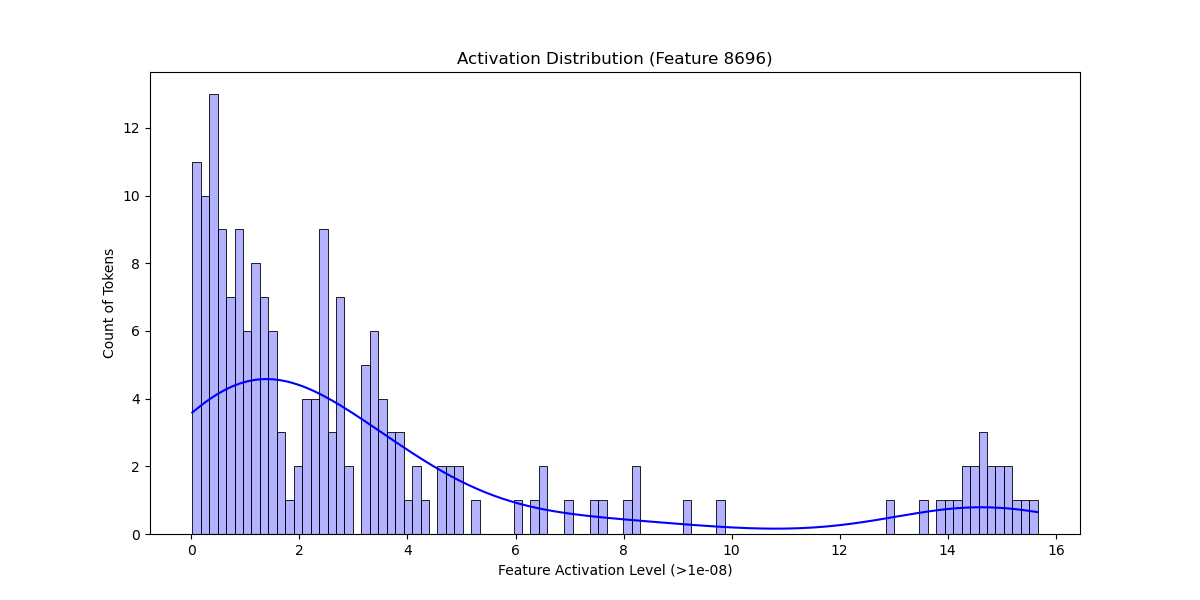 Activation Distribution (Feature 8696)
12
10
8
6
4
2
0
Count of Tokens
0 2 4 6 8 10 12 14 16
Feature Activation Level (>1e-08)